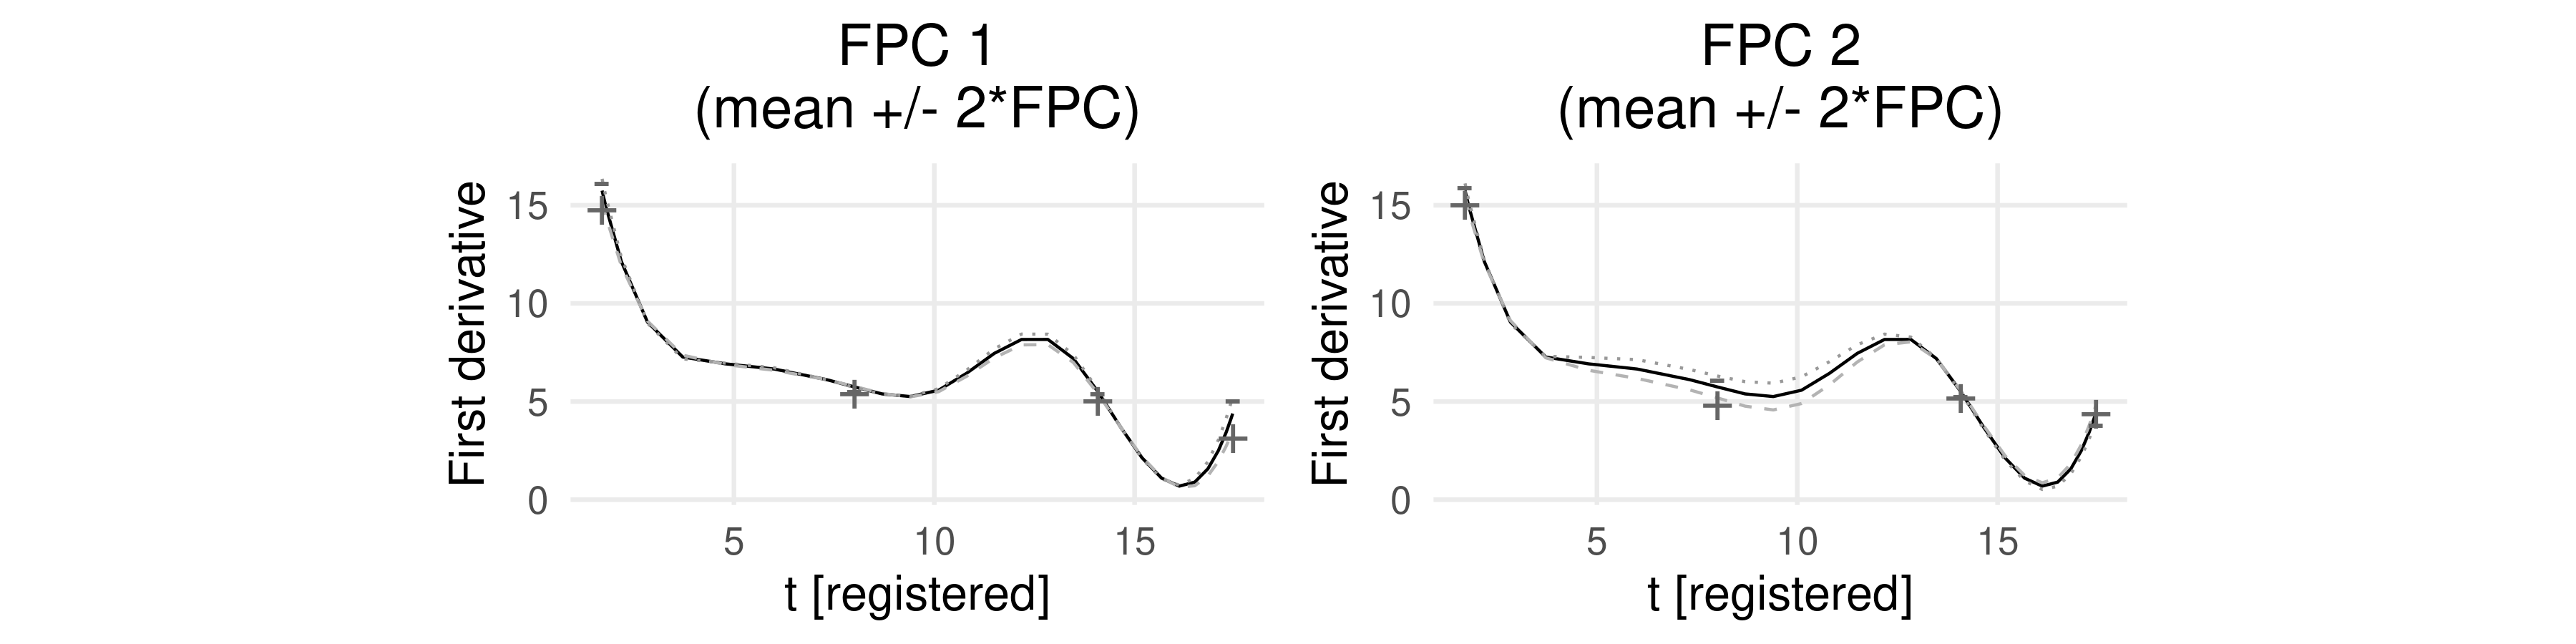 FPC 1
(mean +/- 2*FPC)
First derivative
15
10
5
0
5
10
15
t [registered]
FPC 2
(mean +/- 2*FPC)
First derivative
15
10
5
0
5
10
15
t [registered]